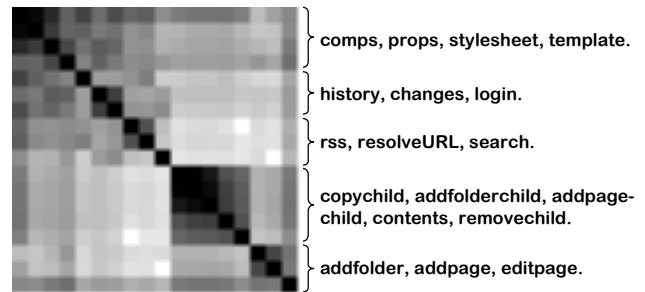 comps, props, stylesheet, template.
history, changes, login.
rss, resolveURL, search.
copychild, addfolderchild, addpage-
child, contents, removechild.
addfolder, addpage, editpage.